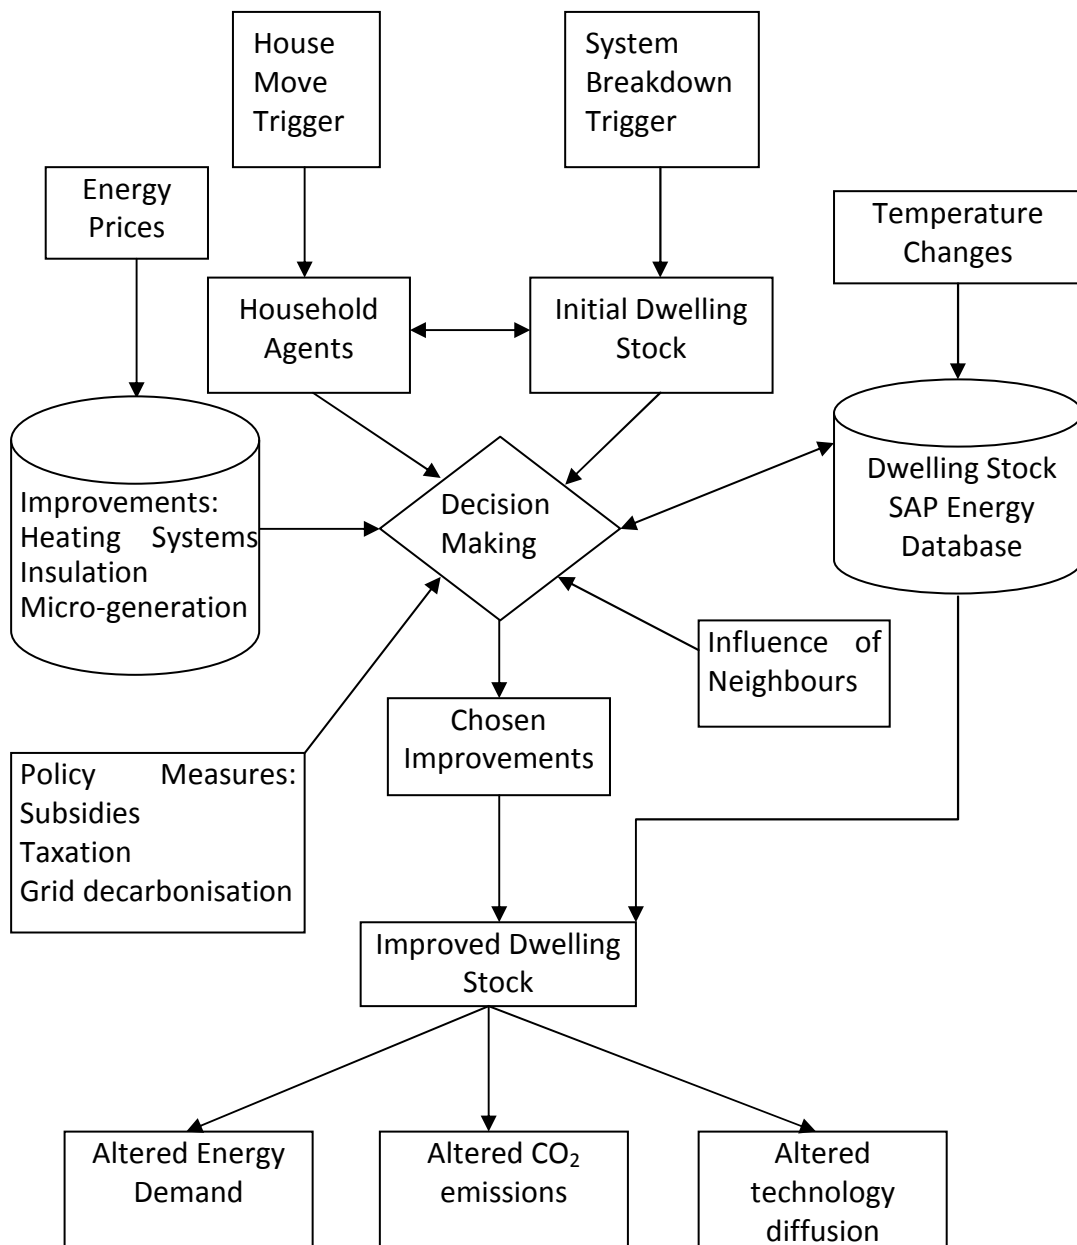 House
Move
Trigger
System
Breakdown
Trigger
Energy
Prices
Temperature
Changes
Household
Agents
Initial Dwelling
Stock
Improvements:
Heating Systems
Insulation
Micro-generation
Decision
Making
Dwelling Stock
SAP Energy
Database
Influence of
Neighbours
Chosen
Improvements
Policy Measures:
Subsidies
Taxation
Grid decarbonisation
Improved Dwelling
Stock
Altered Energy
Demand
Altered CO₂
emissions
Altered
technology
diffusion